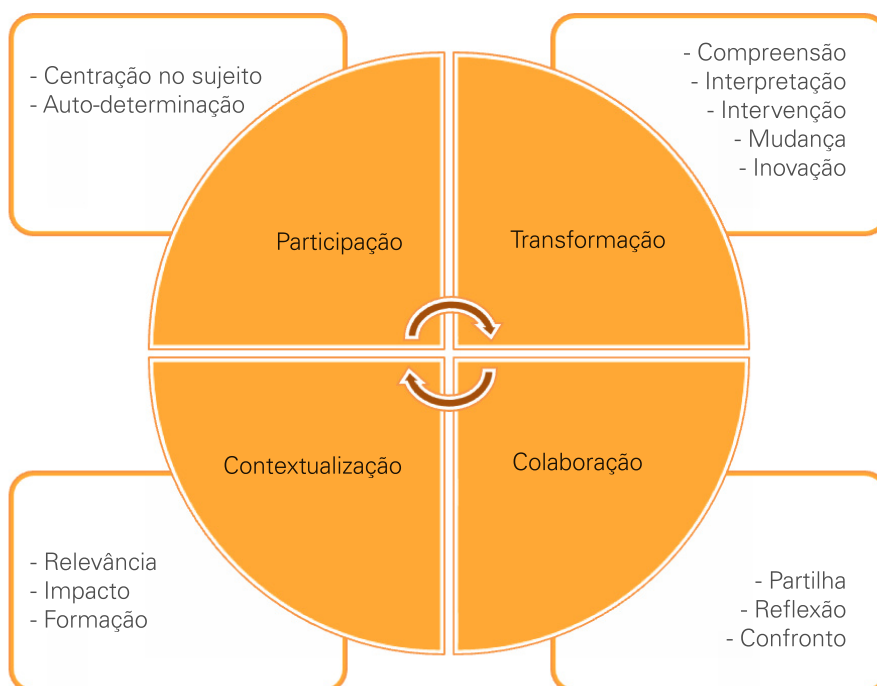 - Centração no sujeito
- Auto-determinação
- Compreensão
- Interpretação
- Intervenção
- Mudança
- Inovação
Participação
Transformação
Contextualização
Colaboração
- Relevância
- Impacto
- Formação
- Partilha
- Reflexão
- Confronto